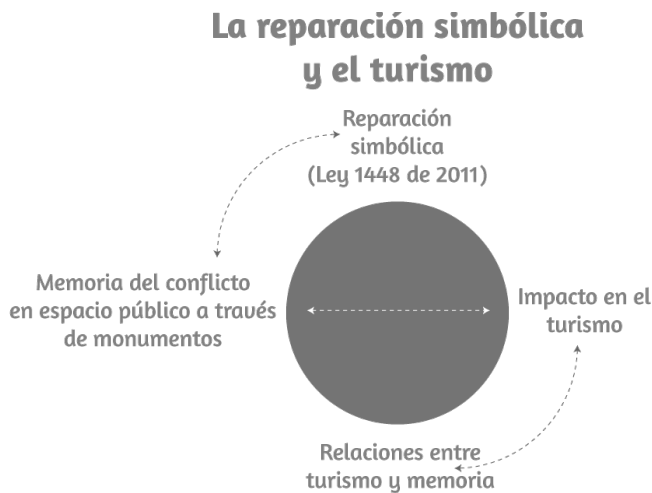 La reparación simbólica
y el turismo
Reparación
simbólica
(Ley 1448 de 2011)
Memoria del conflicto
en espacio público a través
de monumentos
Impacto en el
turismo
Relaciones entre
turismo y memoria